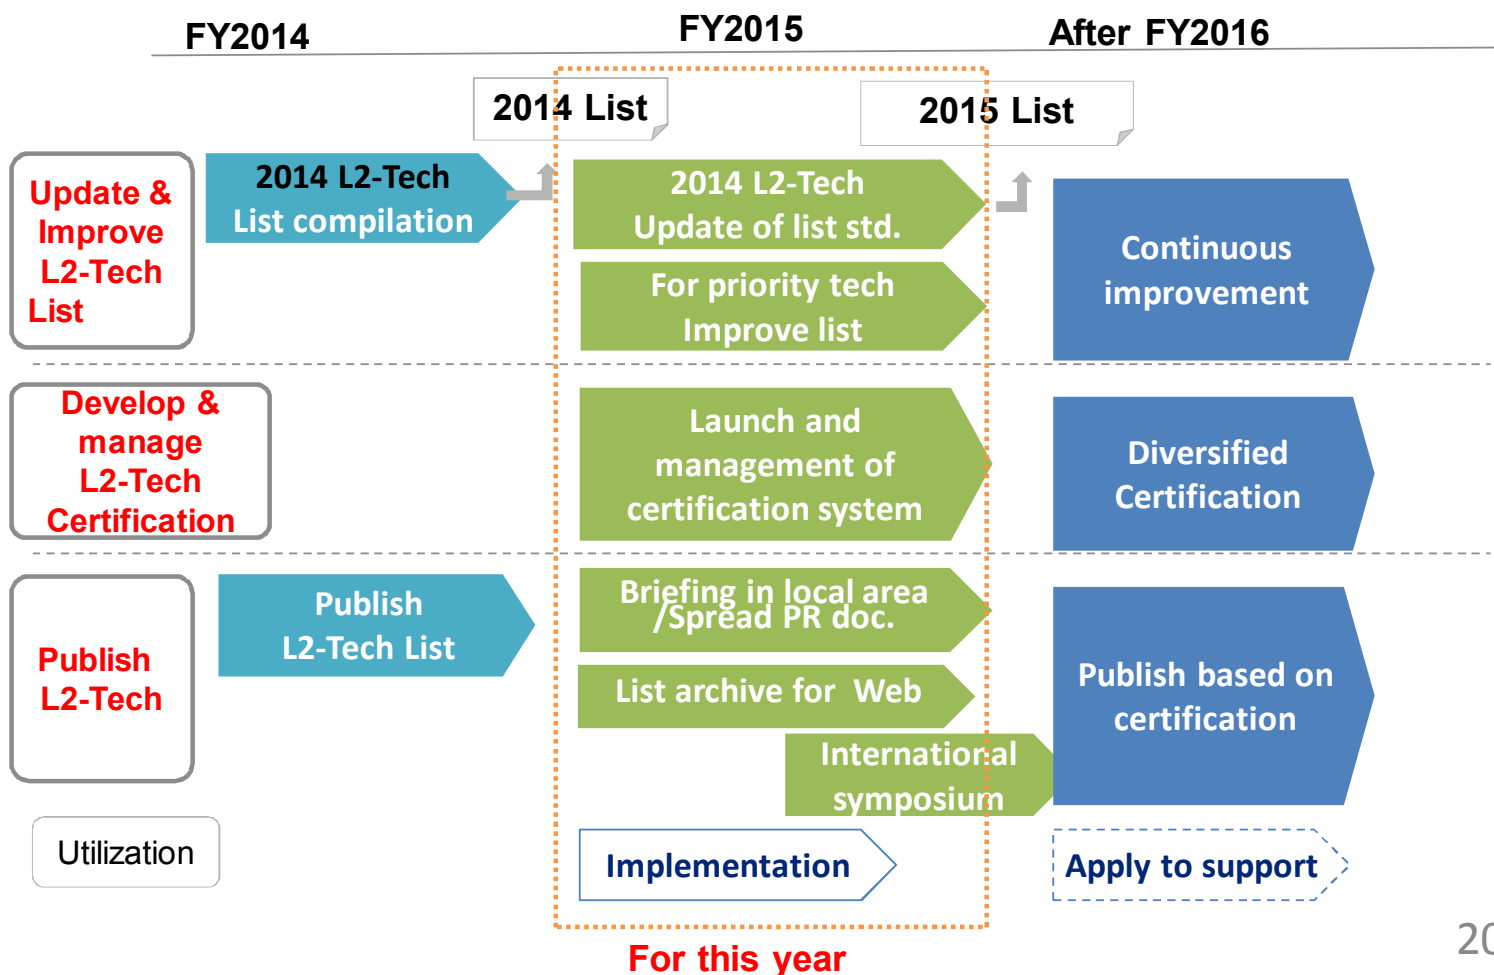 FY2014
FY2015
After FY2016
2014 List
2015 List
Update &
Improve
L2-Tech
List
2014 L2-Tech
List compilation
2014 L2-Tech
Update of list std.
For priority tech
Improve list
Continuous
improvement
Develop &
manage
L2-Tech
Certification
Launch and
management of
certification system
Diversified
Certification
Publish
L2-Tech
Publish
L2-Tech List
Briefing in local area
/Spread PR doc.
List archive for Web
International
symposium
Publish based on
certification
Utilization
Implementation
Apply to support
For this year
20